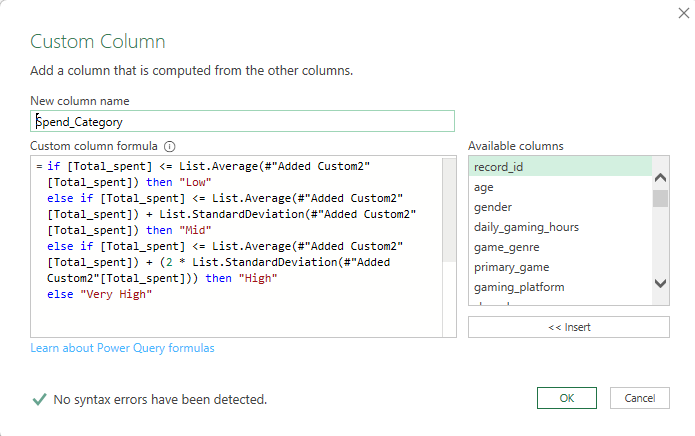 Custom Column
Add a column that is computed from the other columns.
New column name
Spend_Category
Custom column formula
Available columns
= if [Total_spent] <= List.Average(#"Added Custom2"
[Total_spent]) then "Low"
else if [Total_spent] <= List.Average(#"Added Custom2"
[Total_spent]) + List.StandardDeviation(#"Added Custom2"
[Total_spent]) then "Mid"
else if [Total_spent] <= List.Average(#"Added Custom2"
[Total_spent]) + (2 * List.StandardDeviation(#"Added
Custom2"[Total_spent])) then "High"
else "Very High"
record_id
age
gender
daily_gaming_hours
game_genre
primary_game
gaming_platform
<< Insert
Learn about Power Query formulas
No syntax errors have been detected.
OK
Cancel